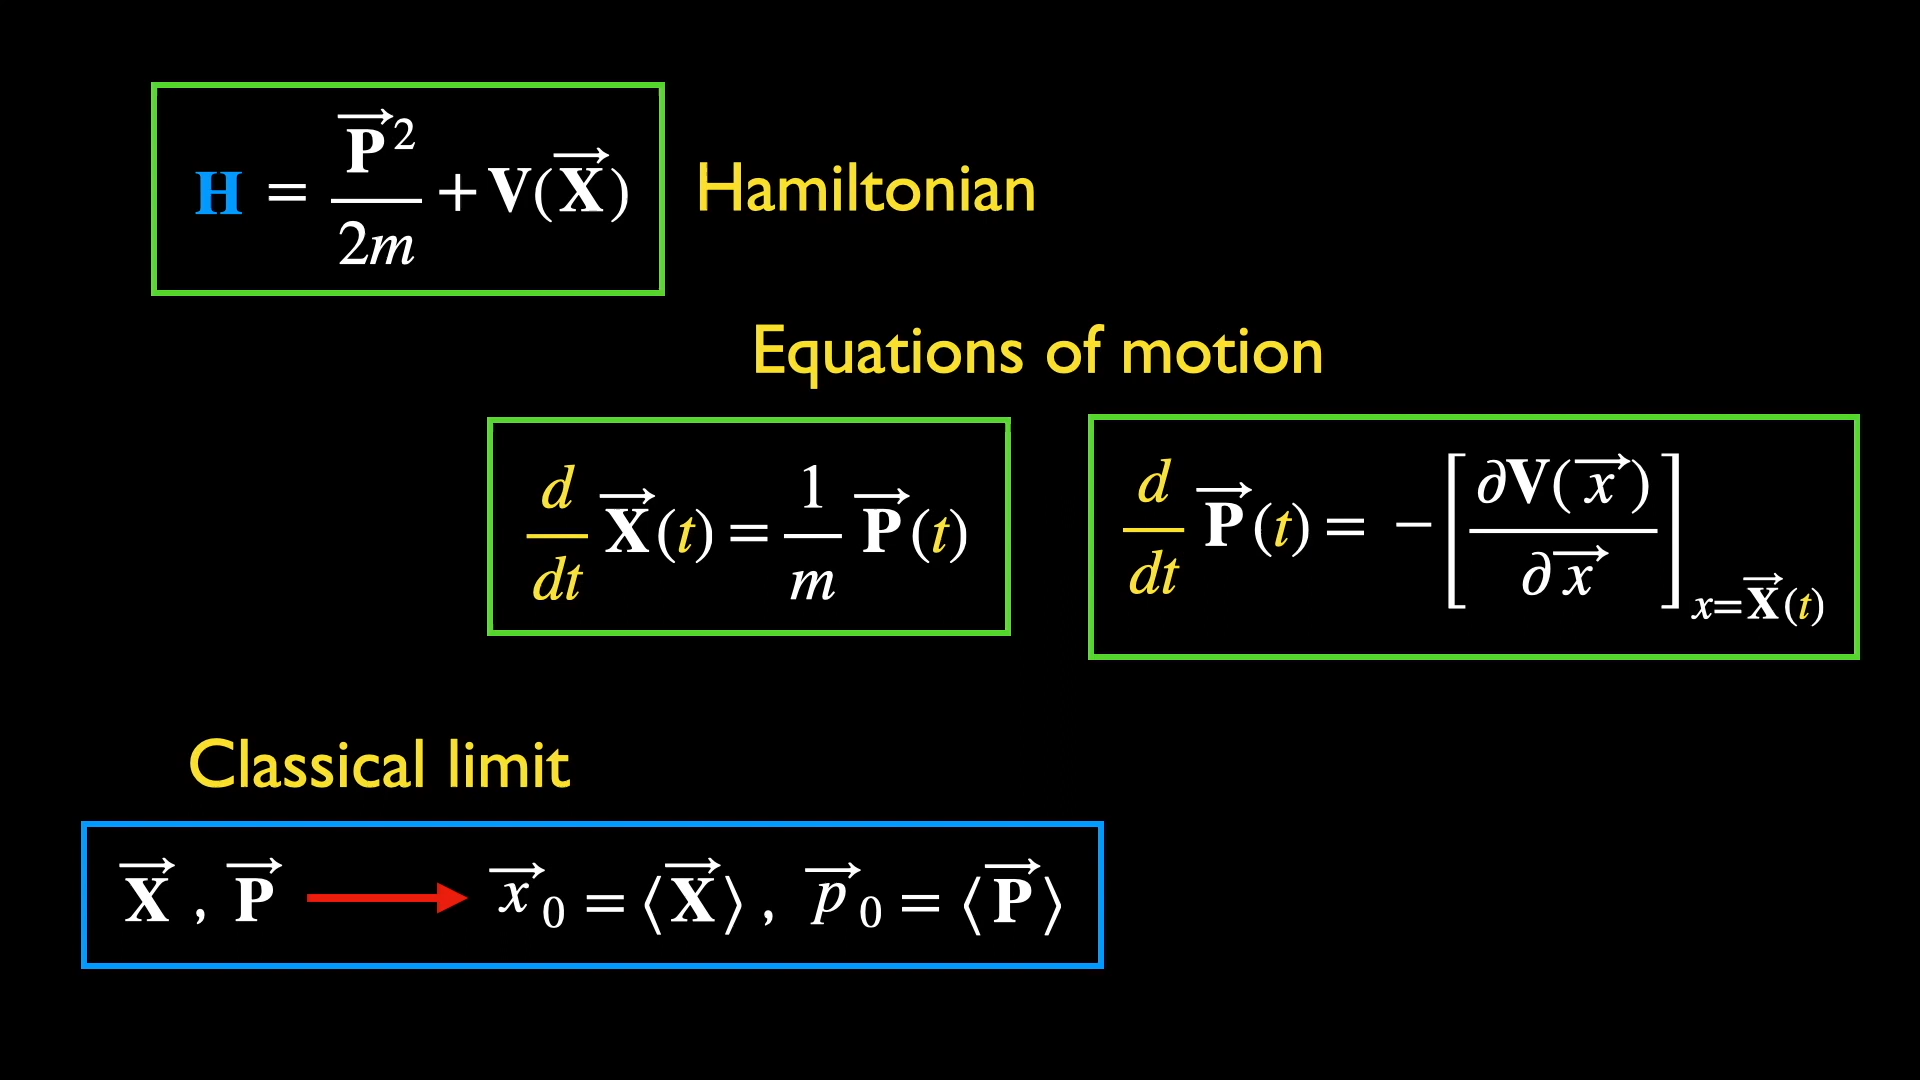 H = P⃗² / 2m + V(X⃗) Hamiltonian
Equations of motion
d/dt X⃗(t) = 1/m P⃗(t)
d/dt P⃗(t) = − [∂V(x⃗) / ∂x⃗]_{x=X⃗(t)}
Classical limit
X⃗ , P⃗ ⟶ x⃗₀ = ⟨X⃗⟩ , p⃗₀ = ⟨P⃗⟩